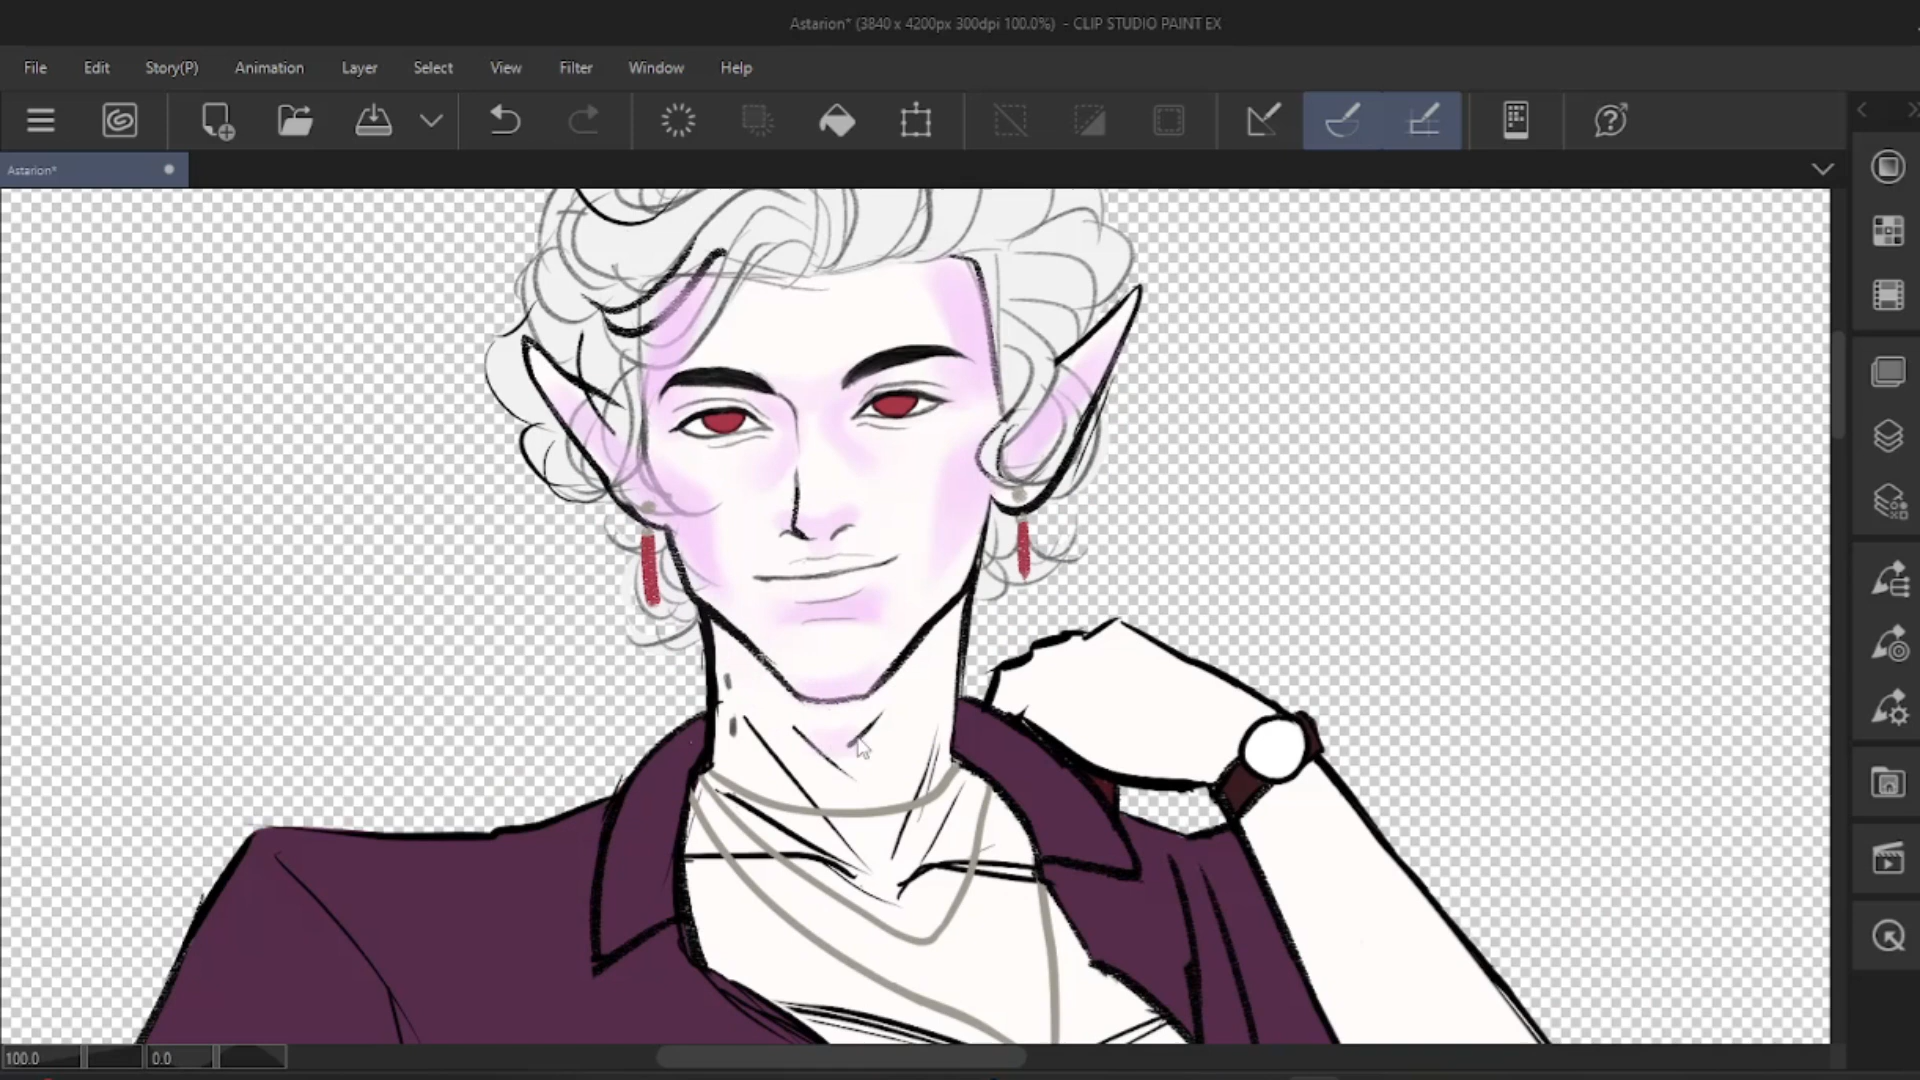 Astarion* (3840 x 4200px 300dpi 100.0%) - CLIP STUDIO PAINT EX
File Edit Story(P) Animation Layer Select View Filter Window Help
Astarion*
100.0 0.0